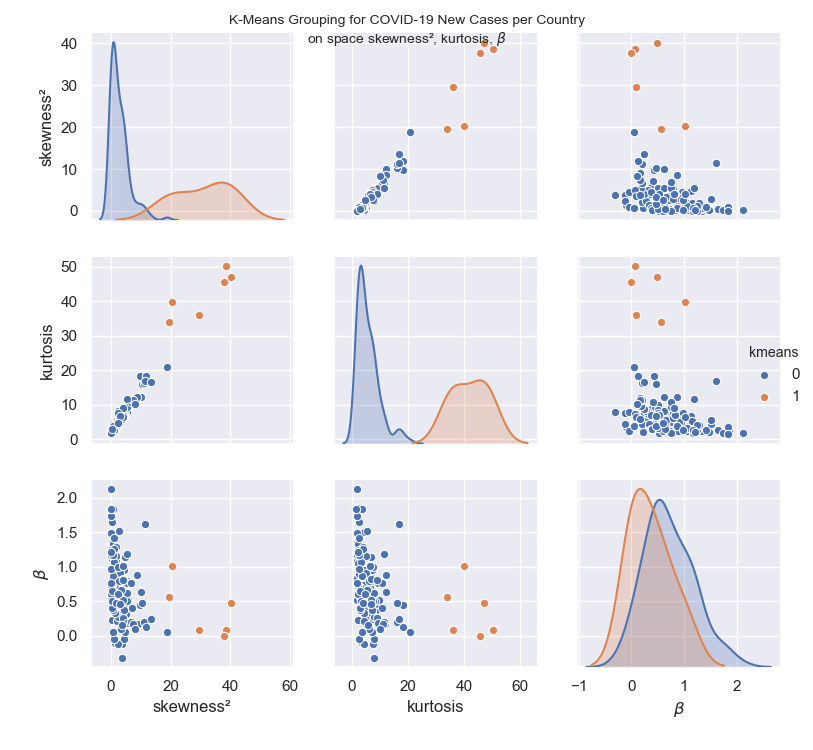 K-Means Grouping for COVID-19 New Cases per Country
on space skewness², kurtosis, β
skewness²
40
30
20
10
0
kurtosis
50
40
30
20
10
0
kmeans
0
1
β
2.0
1.5
1.0
0.5
0.0
0 20 40 60
skewness²
0 20 40 60
kurtosis
−1 0 1 2
β